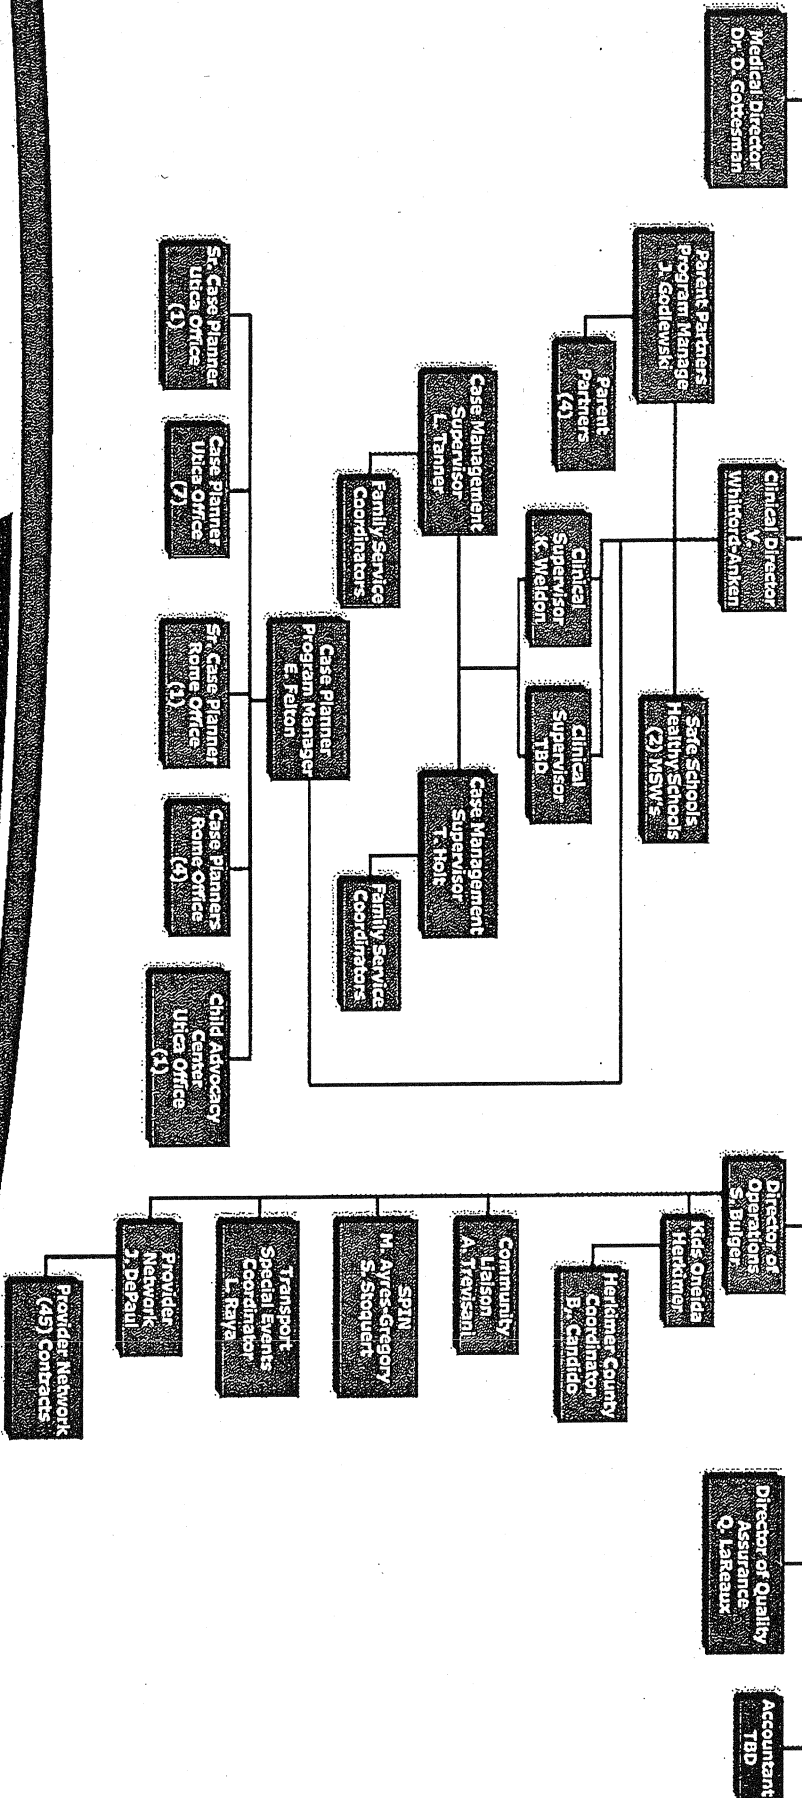 Medical Director
Dr. D. Gottesman
Clinical Director
V.
Whitford-Anken
Director of
Operations
S. Bulger
Director of Quality
Assurance
Q. LaReaux
Accountant
TBD
Parent Partners
Program Manage
J. Godlewski
Parent
Partners
(4)
Safe Schools
Healthy Schools
(2) MSW's
Clinical
Supervisor
K. Weldon
Clinical
Supervisor
TBD
Case Management
Supervisor
L. Tanner
Family Service
Coordinators
Case Management
Supervisor
T. Holt
Family Service
Coordinators
Case Planner
Program Manager
E. Felton
Sr. Case Planner
Utica Office
(1)
Case Planner
Utica Office
(7)
Sr. Case Planner
Rome Office
(1)
Case Planners
Rome Office
(4)
Child Advocacy
Center
Utica Office
(1)
Kids Oneida
Herkimer
Herkimer County
Coordinator
B. Candido
Community
Liaison
A. Trevisani
SPIN
M. Ayres-Gregory
S. Stoquert
Transport
Special Events
Coordinator
L. Raya
Provider
Network
J. DePaul
Provider Network
(45) Contracts